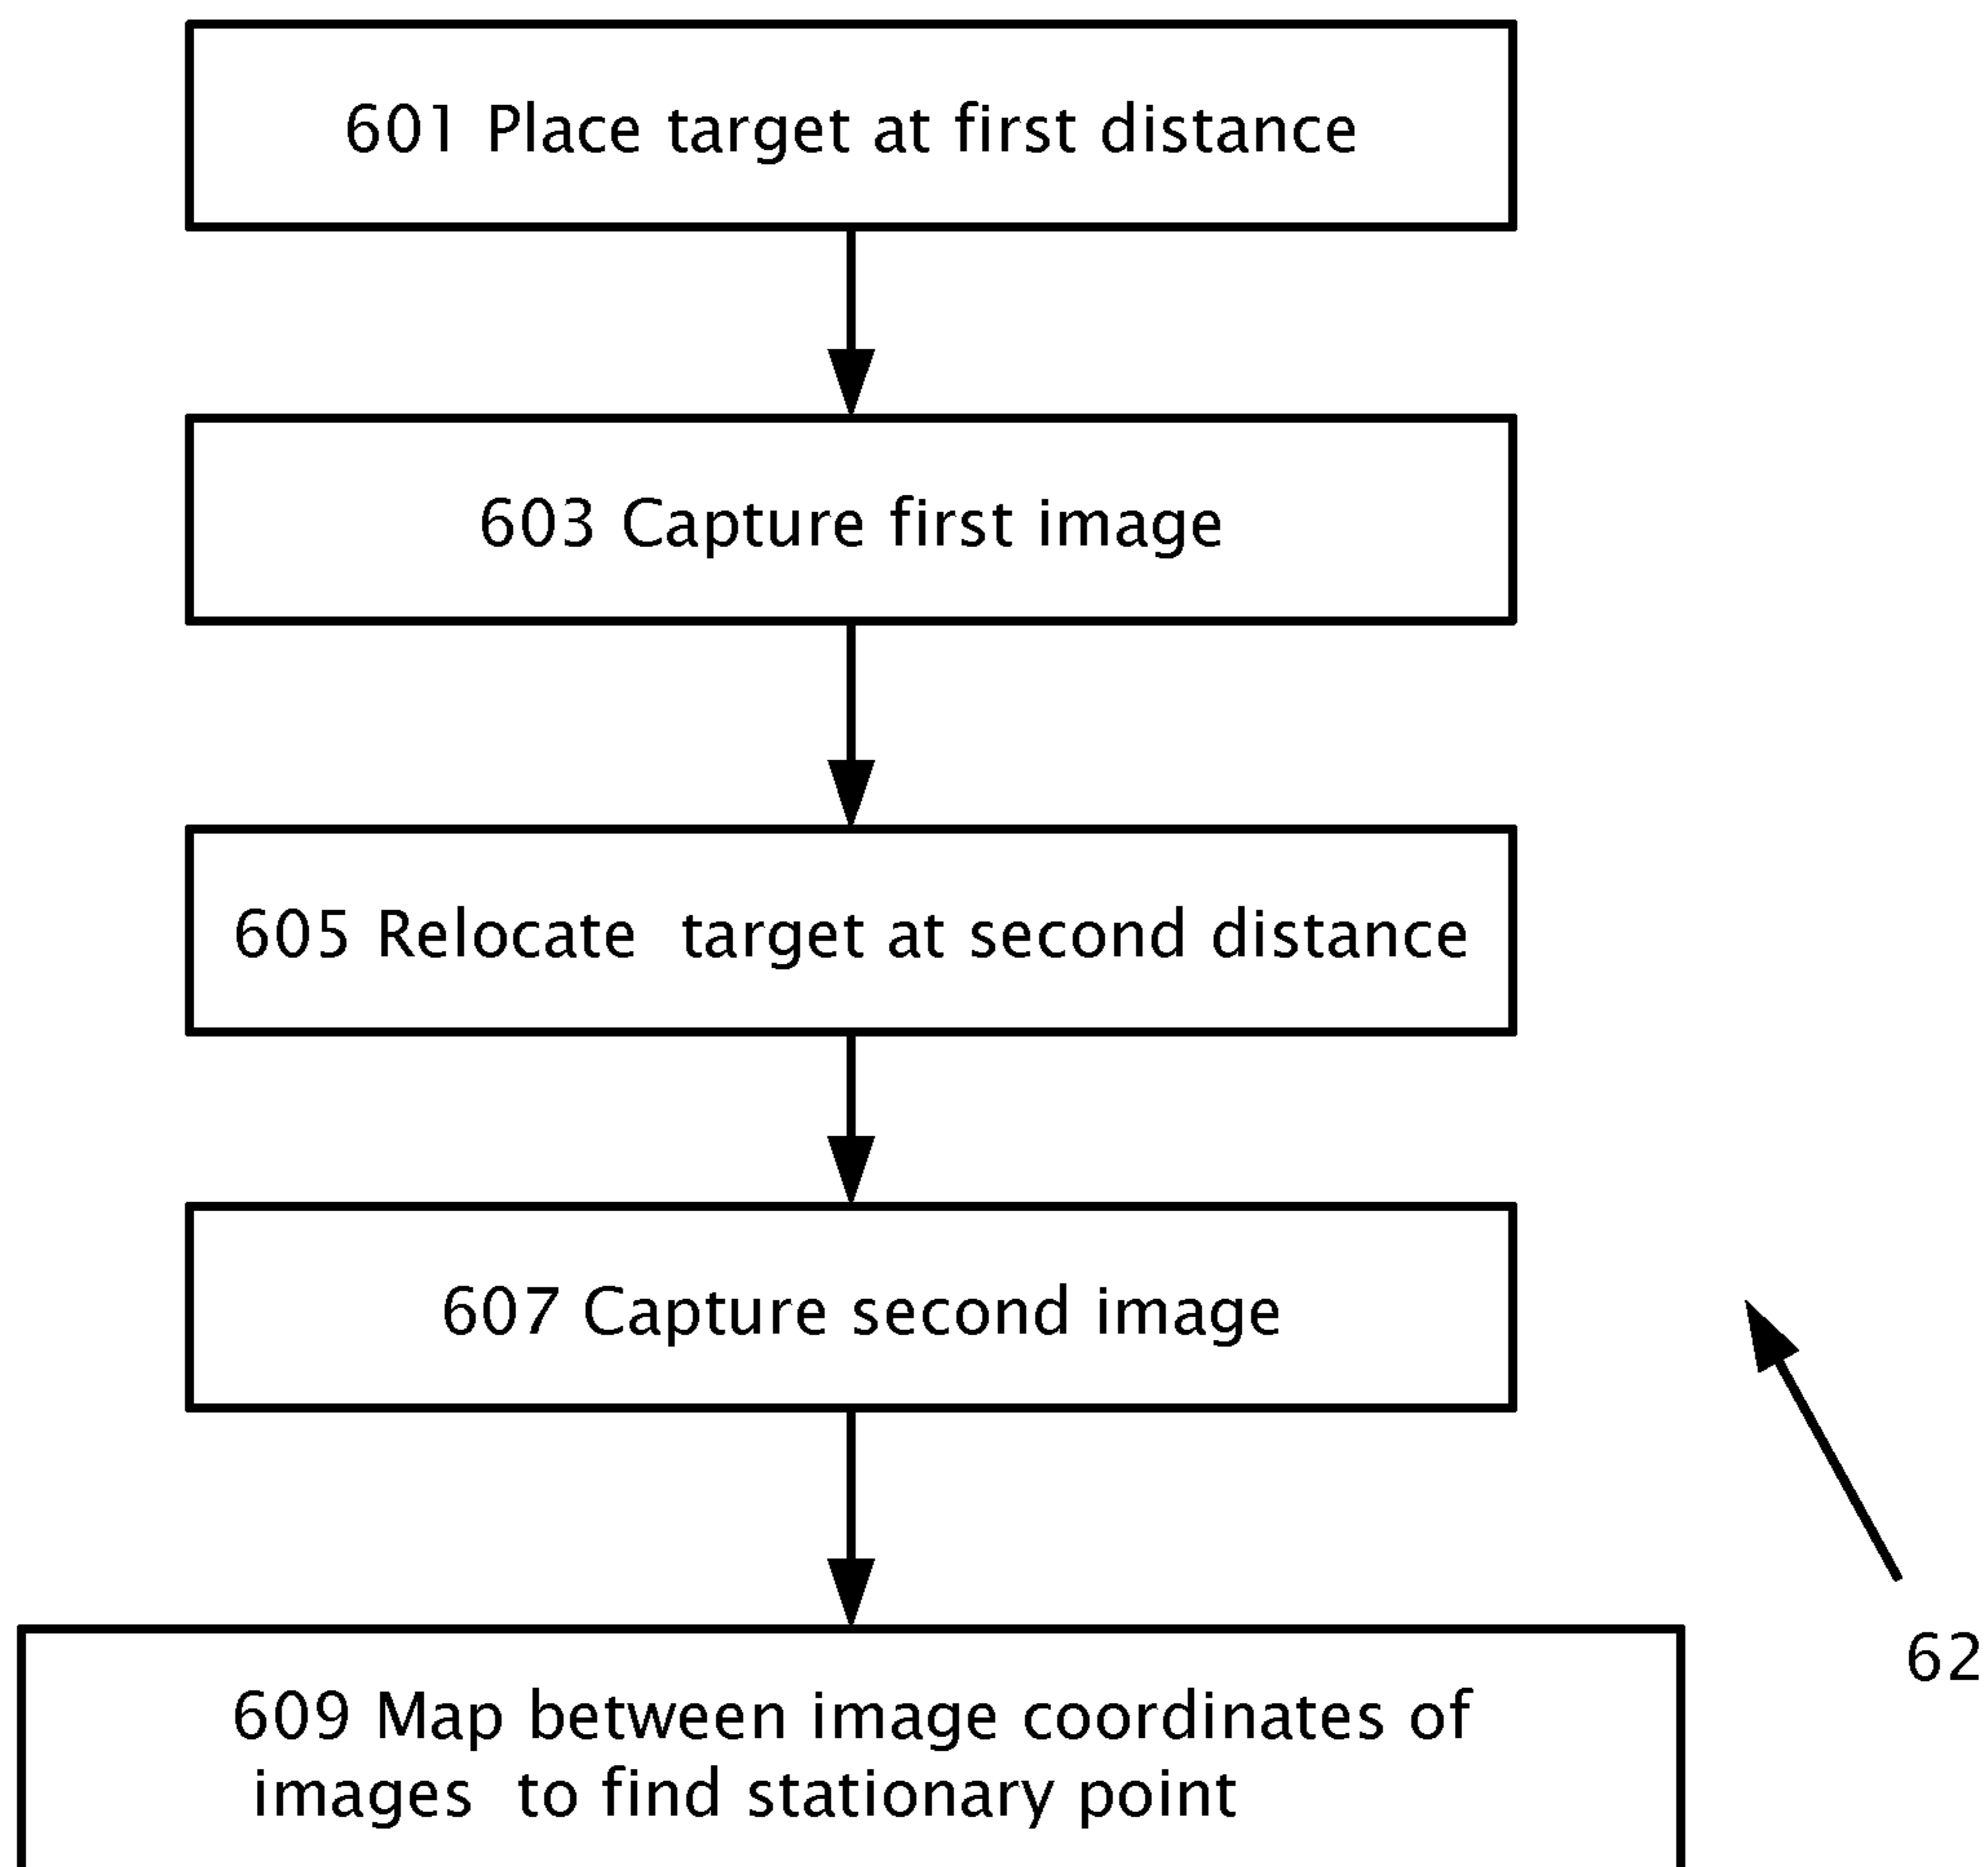 601 Place target at first distance
603 Capture first image
605 Relocate  target at second distance
607 Capture second image
62
609 Map between image coordinates of
images  to find stationary point